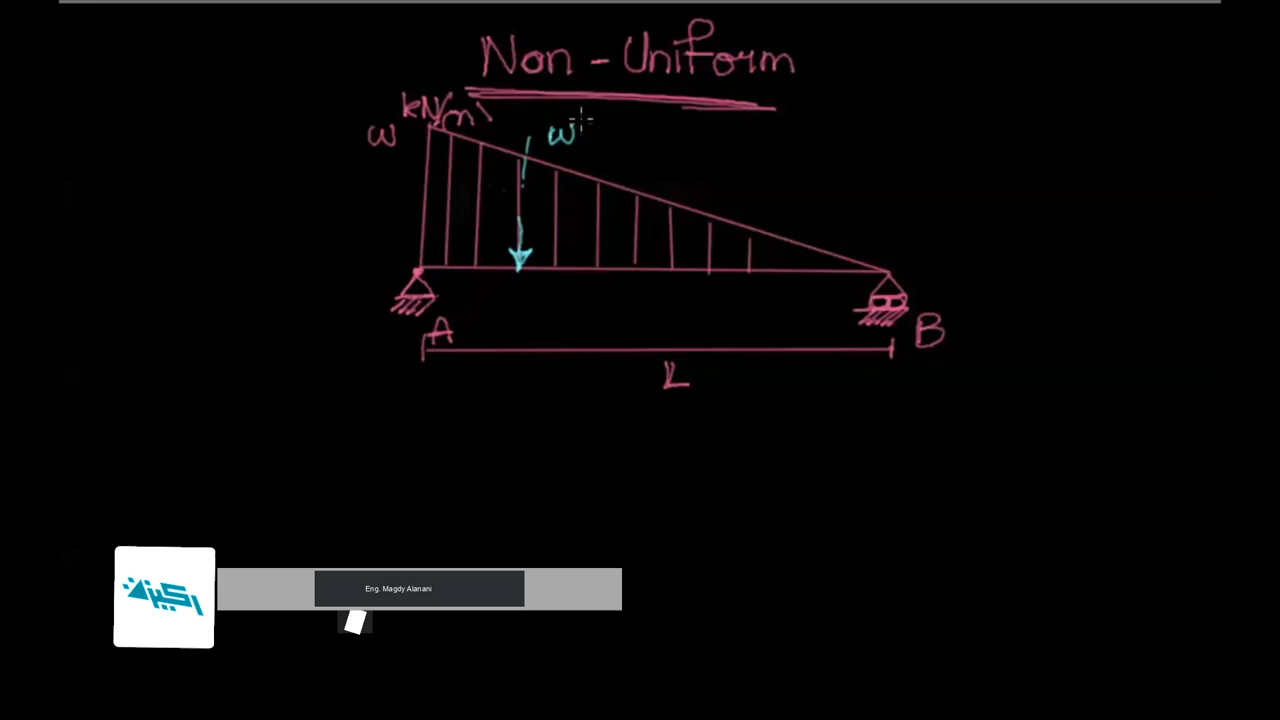 Non - Uniform
kN/m\
ω
ω
A
B
L
Eng. Magdy Alanani